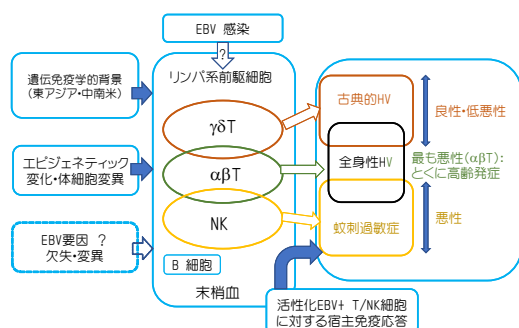 EBV 感染
?
遺伝免疫学的背景
(東アジア・中南米)
エピジェネティック
変化・体細胞変異
EBV要因 ?
欠失・変異
リンパ系前駆細胞
γδT
αβT
NK
B 細胞
末梢血
古典的HV
全身性HV
蚊刺過敏症
良性・低悪性
最も悪性(αβT):
とくに高齢発症
悪性
活性化EBV+ T/NK細胞
に対する宿主免疫応答